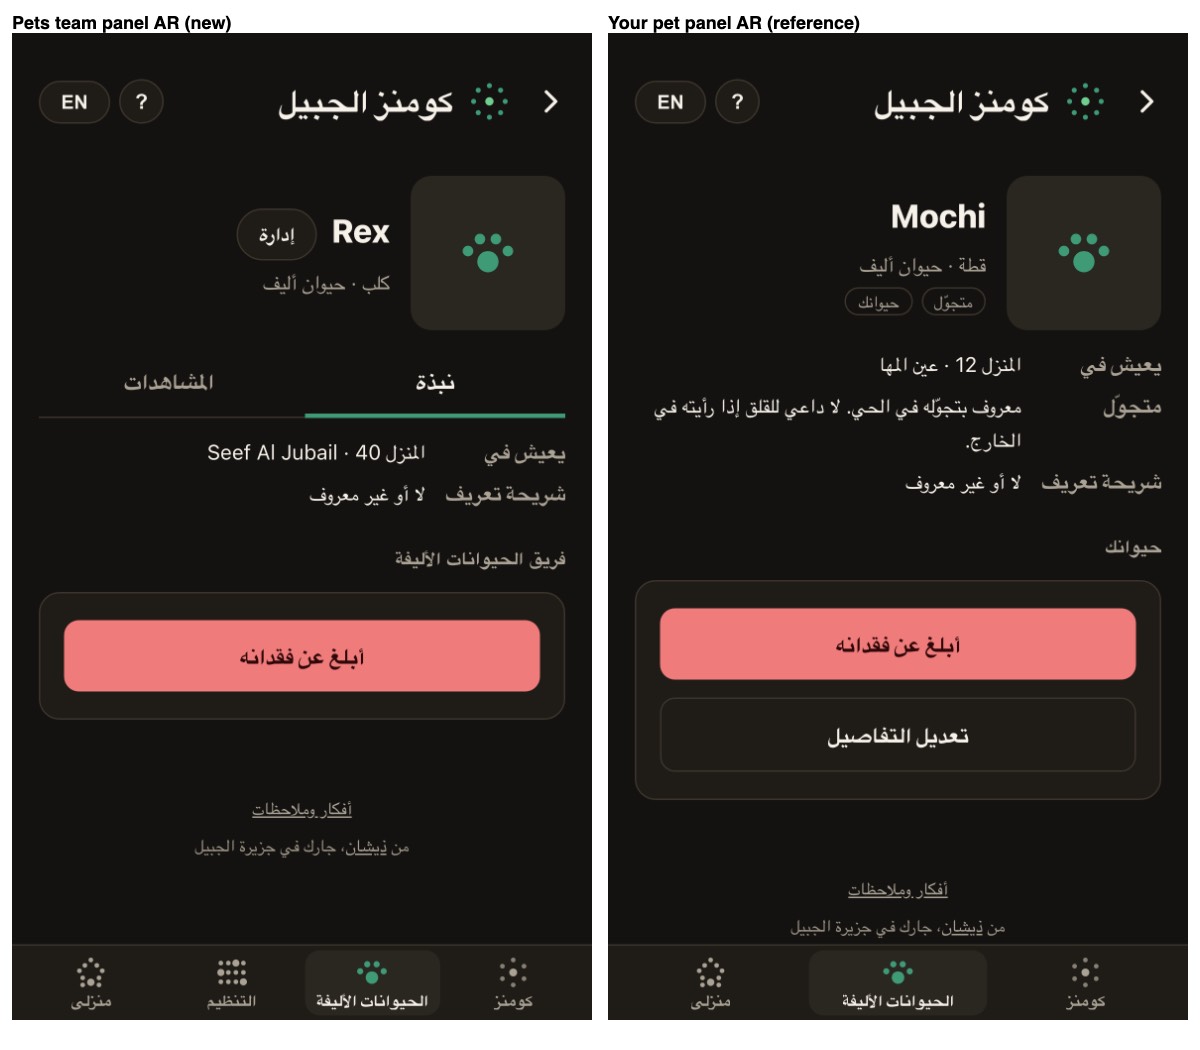 Pets team panel AR (new)
كومنز الجبيل
?
EN
Rex
إدارة
كلب · حيوان أليف
نبذة
المشاهدات
يعيش في
المنزل 40 · Seef Al Jubail
شريحة تعريف
لا أو غير معروف
فريق الحيوانات الأليفة
أبلغ عن فقدانه
أفكار وملاحظات
من ذيشان، جارك في جزيرة الجبيل
كومنز
الحيوانات الأليفة
التنظيم
منزلي
Your pet panel AR (reference)
كومنز الجبيل
?
EN
Mochi
قطة · حيوان أليف
متجوّل
حيوانك
يعيش في
المنزل 12 · عين المها
متجوّل
معروف بتجوّله في الحي. لا داعي للقلق إذا رأيته في
الخارج.
شريحة تعريف
لا أو غير معروف
حيوانك
أبلغ عن فقدانه
تعديل التفاصيل
أفكار وملاحظات
من ذيشان، جارك في جزيرة الجبيل
كومنز
الحيوانات الأليفة
منزلي